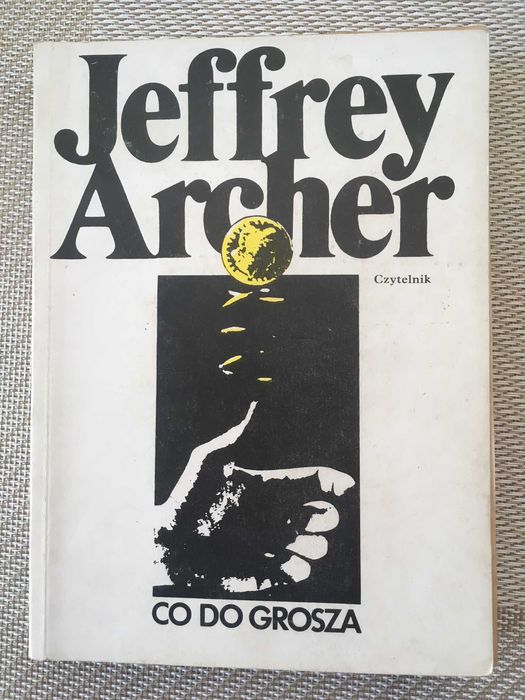 Jeffrey
Archer
Czytelnik
CO DO GROSZA